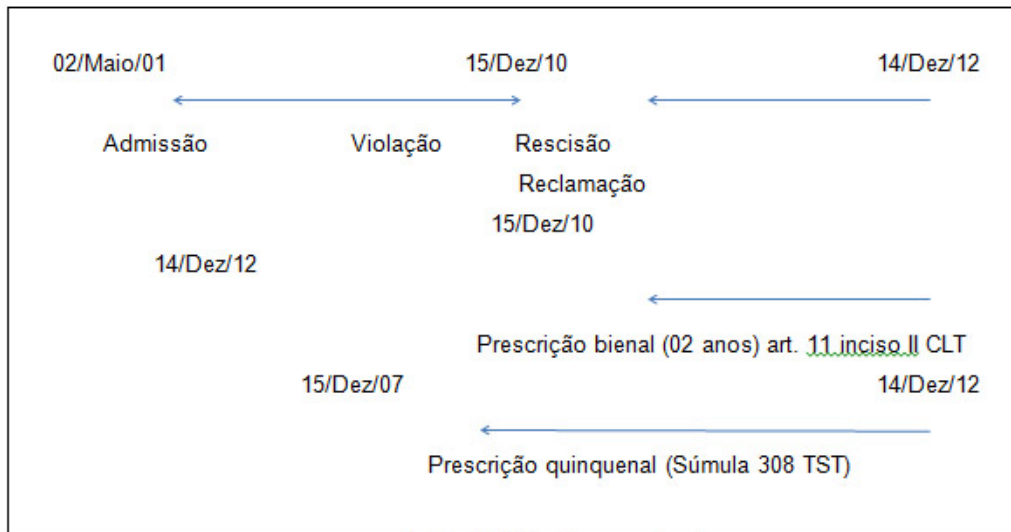 02/Maio/01 15/Dez/10 14/Dez/12
Admissão Violação Rescisão
Reclamação
15/Dez/10
14/Dez/12
Prescrição bienal (02 anos) art. 11 inciso II CLT
15/Dez/07 14/Dez/12
Prescrição quinquenal (Súmula 308 TST)